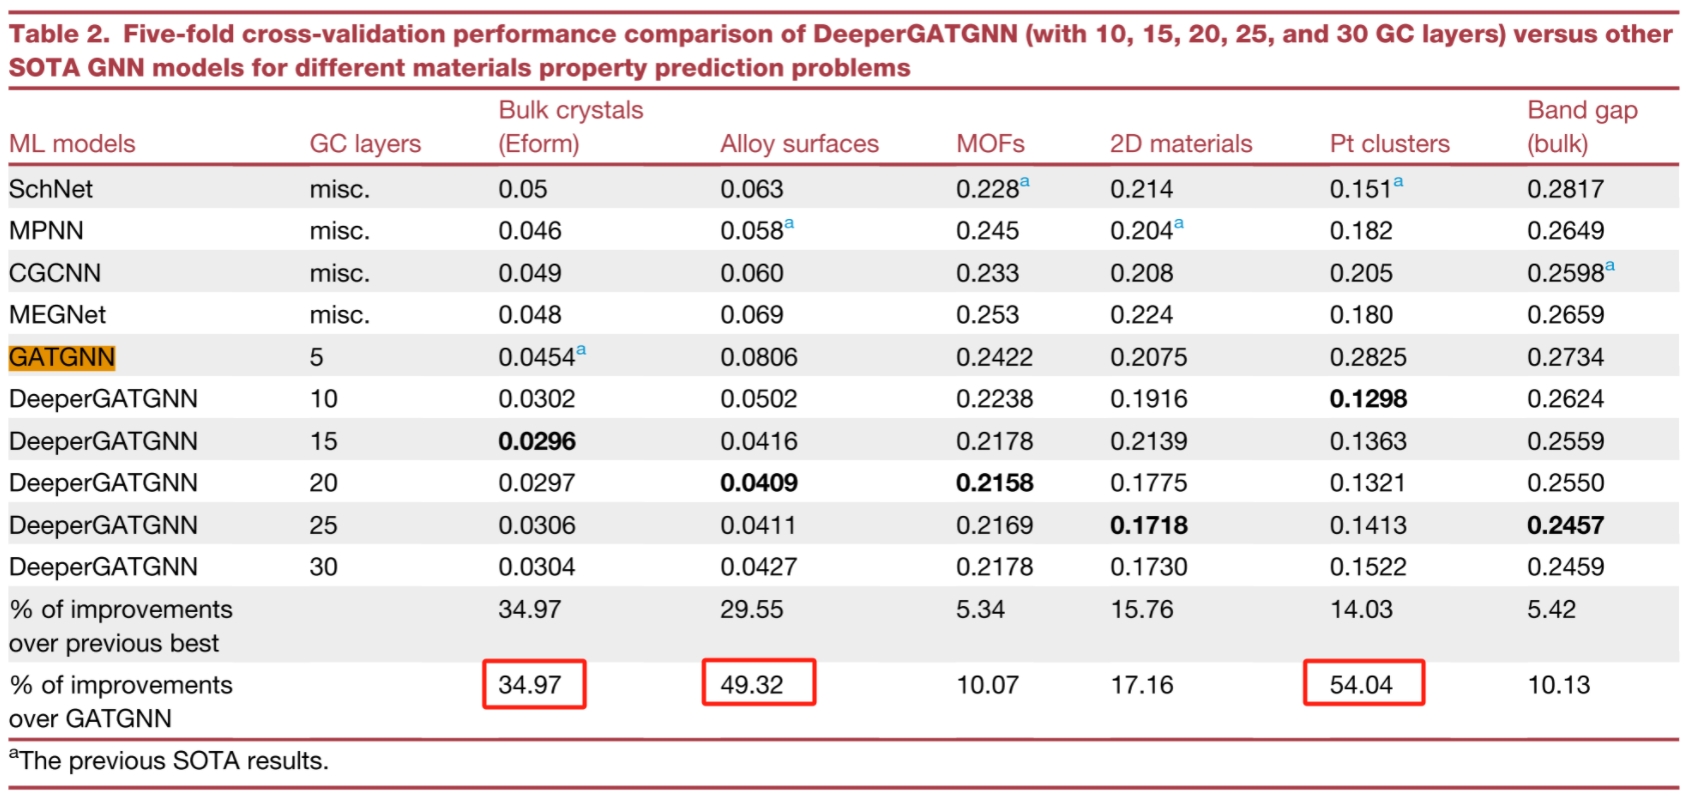 Table 2. Five-fold cross-validation performance comparison of DeeperGATGNN (with 10, 15, 20, 25, and 30 GC layers) versus other
SOTA GNN models for different materials property prediction problems
ML models GC layers Bulk crystals (Eform) Alloy surfaces MOFs 2D materials Pt clusters Band gap (bulk)
SchNet misc. 0.05 0.063 0.228a 0.214 0.151a 0.2817
MPNN misc. 0.046 0.058a 0.245 0.204a 0.182 0.2649
CGCNN misc. 0.049 0.060 0.233 0.208 0.205 0.2598a
MEGNet misc. 0.048 0.069 0.253 0.224 0.180 0.2659
GATGNN 5 0.0454a 0.0806 0.2422 0.2075 0.2825 0.2734
DeeperGATGNN 10 0.0302 0.0502 0.2238 0.1916 0.1298 0.2624
DeeperGATGNN 15 0.0296 0.0416 0.2178 0.2139 0.1363 0.2559
DeeperGATGNN 20 0.0297 0.0409 0.2158 0.1775 0.1321 0.2550
DeeperGATGNN 25 0.0306 0.0411 0.2169 0.1718 0.1413 0.2457
DeeperGATGNN 30 0.0304 0.0427 0.2178 0.1730 0.1522 0.2459
% of improvements 34.97 29.55 5.34 15.76 14.03 5.42
over previous best
% of improvements 34.97 49.32 10.07 17.16 54.04 10.13
over GATGNN
aThe previous SOTA results.